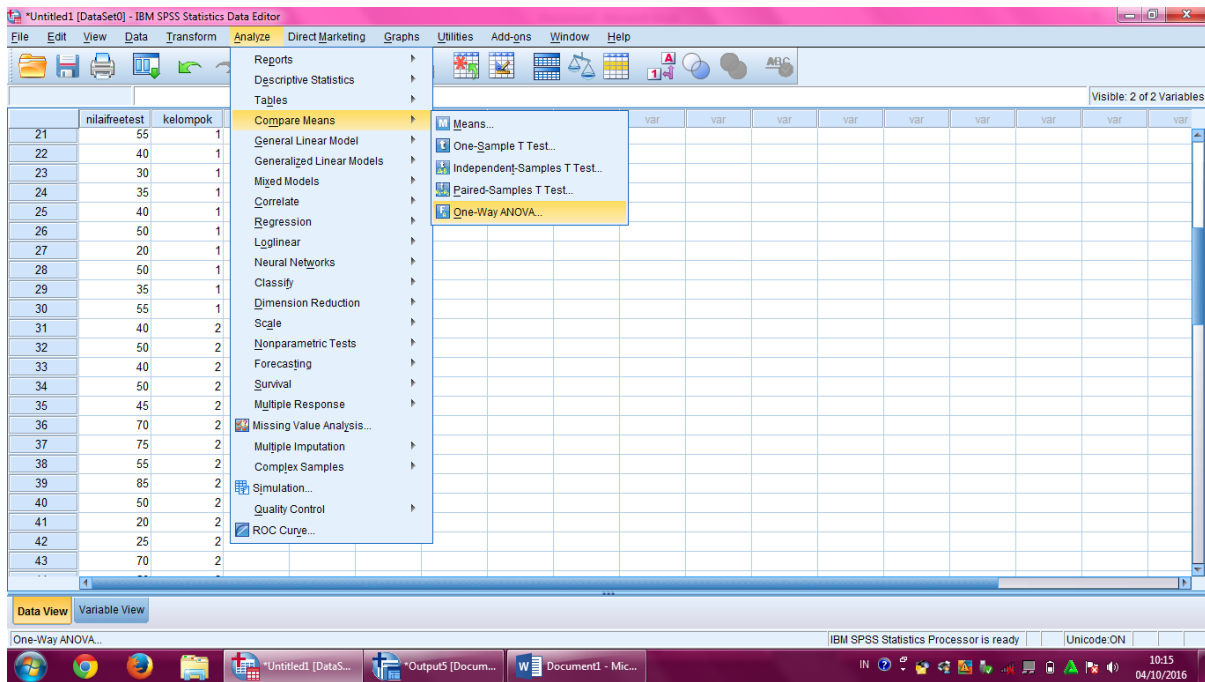 *Untitled1 [DataSet0] - IBM SPSS Statistics Data Editor
File Edit View Data Transform Analyze Direct Marketing Graphs Utilities Add-ons Window Help
Visible: 2 of 2 Variables
nilaifreetest kelompok var var var var var var var var var
21 55 1
22 40 1
23 30 1
24 35 1
25 40 1
26 50 1
27 20 1
28 50 1
29 35 1
30 55 1
31 40 2
32 50 2
33 40 2
34 50 2
35 45 2
36 70 2
37 75 2
38 55 2
39 85 2
40 50 2
41 20 2
42 25 2
43 70 2
Reports
Descriptive Statistics
Tables
Compare Means
General Linear Model
Generalized Linear Models
Mixed Models
Correlate
Regression
Loglinear
Neural Networks
Classify
Dimension Reduction
Scale
Nonparametric Tests
Forecasting
Survival
Multiple Response
Missing Value Analysis...
Multiple Imputation
Complex Samples
Simulation...
Quality Control
ROC Curve...
Means...
One-Sample T Test...
Independent-Samples T Test...
Paired-Samples T Test...
One-Way ANOVA...
Data View Variable View
One-Way ANOVA...
IBM SPSS Statistics Processor is ready
Unicode:ON
*Untitled1 [DataS...
*Output5 [Docum...
Document1 - Mic...
IN
10:15
04/10/2016